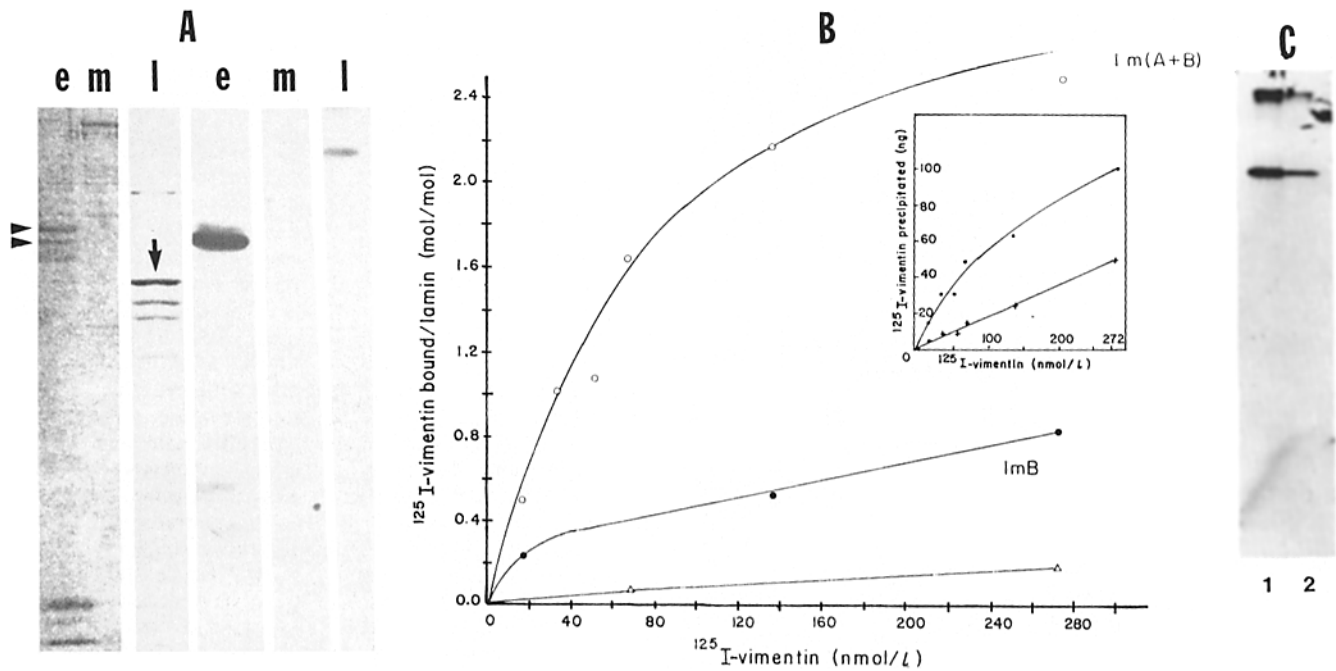 A
e m l e m l
B
lm(A+B)
2.4
2.0
1.6
1.2
0.8
0.4
0.0
0 40 80 120 160 200 240 280
¹²⁵I-vimentin bound/lamin (mol/mol)
¹²⁵I-vimentin (nmol/l)
lmB
100
80
60
40
20
0
100 200 272
¹²⁵I-vimentin precipitated (ng)
¹²⁵I-vimentin (nmol/l)
C
1 2